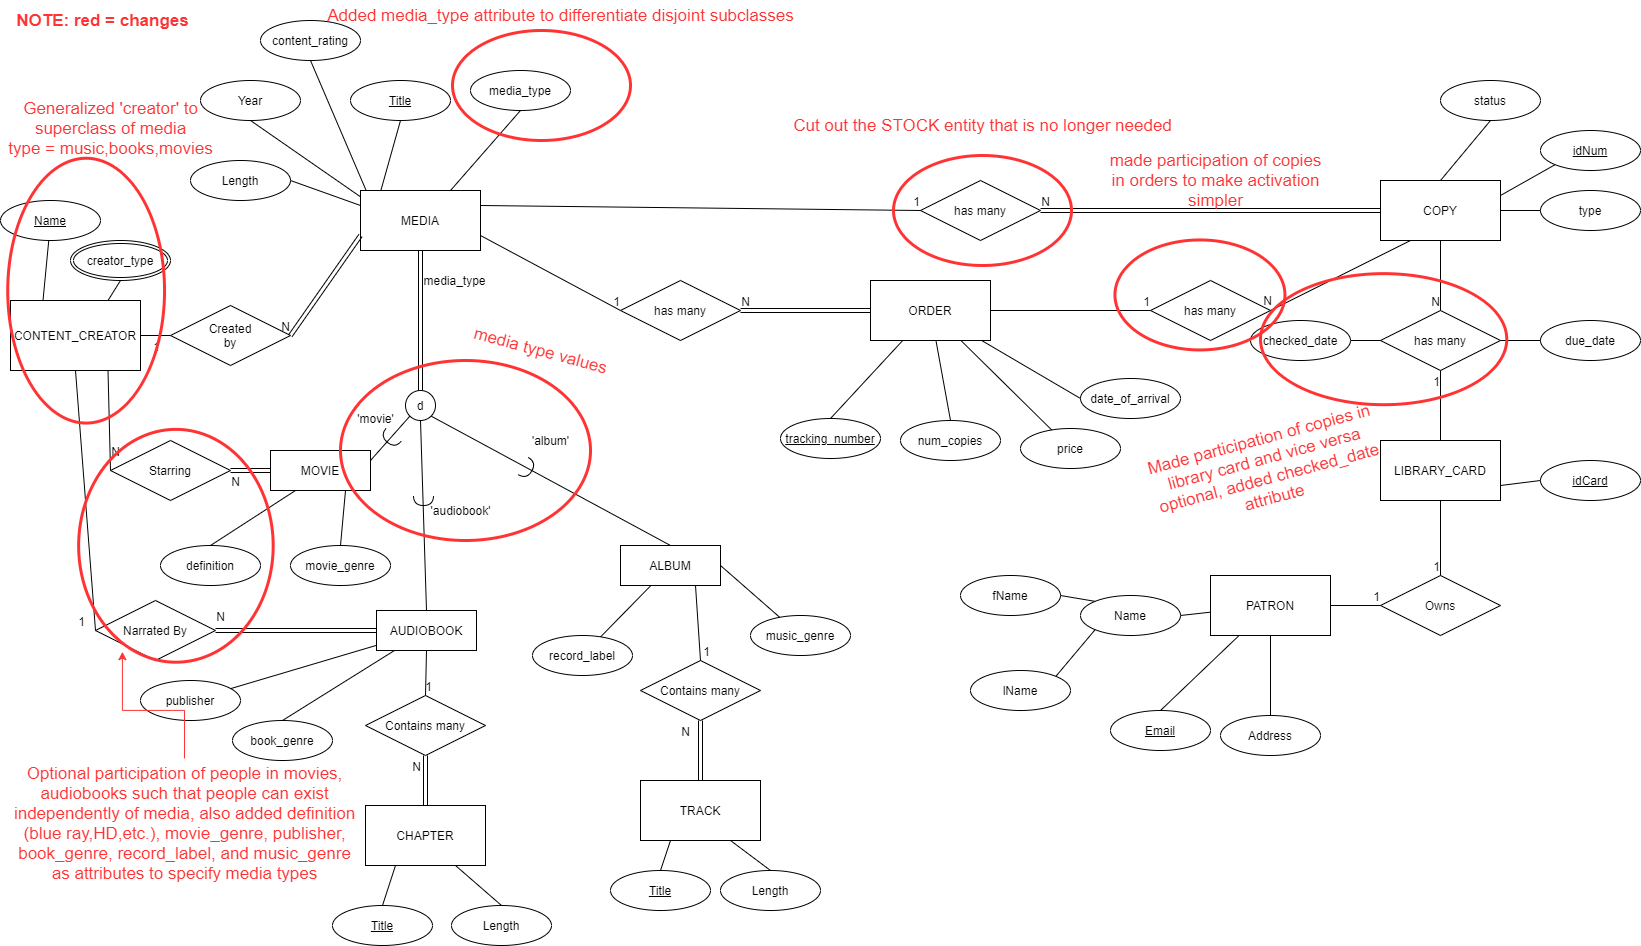 NOTE: red = changes
Added media_type attribute to differentiate disjoint subclasses
content_rating
Year
Title
media_type
status
Generalized 'creator' to
superclass of media
type = music,books,movies
Cut out the STOCK entity that is no longer needed
idNum
made participation of copies
in orders to make activation
simpler
Length
Name
MEDIA
1
has many
N
COPY
type
creator_type
media_type
CONTENT_CREATOR
1
Created
by
N
1
has many
N
ORDER
1
has many
N
N
checked_date
has many
due_date
media type values
1
tracking_number
num_copies
price
date_of_arrival
'movie'
d
'album'
Made participation of copies in
library card and vice versa
optional, added checked_date
attribute
LIBRARY_CARD
idCard
N
Starring
N
MOVIE
'audiobook'
definition
movie_genre
ALBUM
1
Narrated By
N
AUDIOBOOK
record_label
music_genre
fName
Name
PATRON
1
1
Owns
lName
Email
Address
publisher
book_genre
1
Contains many
N
1
Contains many
N
Optional participation of people in movies,
audiobooks such that people can exist
independently of media, also added definition
(blue ray,HD,etc.), movie_genre, publisher,
book_genre, record_label, and music_genre
as attributes to specify media types
CHAPTER
TRACK
Title
Length
Title
Length